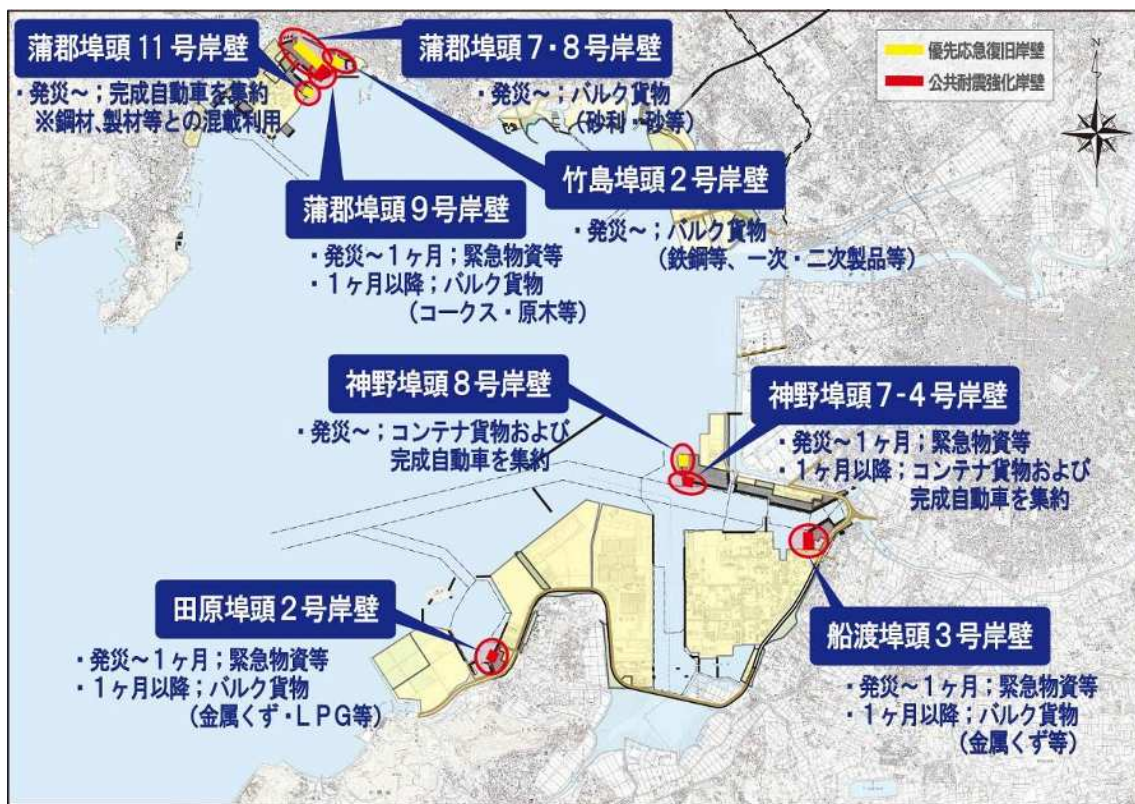 蒲郡埠頭11号岸壁
・発災~;完成自動車を集約
※鋼材、製材等との混載利用
蒲郡埠頭7・8号岸壁
・発災~;バルク貨物
(砂利・砂等)
優先応急復旧岸壁
公共耐震強化岸壁
N
蒲郡埠頭9号岸壁
・発災~1ヶ月;緊急物資等
・1ヶ月以降;バルク貨物
(コークス・原木等)
竹島埠頭2号岸壁
・発災~;バルク貨物
(鉄鋼等、一次・二次製品等)
神野埠頭8号岸壁
・発災~;コンテナ貨物および
完成自動車を集約
神野埠頭7-4号岸壁
・発災~1ヶ月;緊急物資等
・1ヶ月以降;コンテナ貨物および
完成自動車を集約
田原埠頭2号岸壁
・発災~1ヶ月;緊急物資等
・1ヶ月以降;バルク貨物
(金属くず・LPG等)
船渡埠頭3号岸壁
・発災~1ヶ月;緊急物資等
・1ヶ月以降;バルク貨物
(金属くず等)